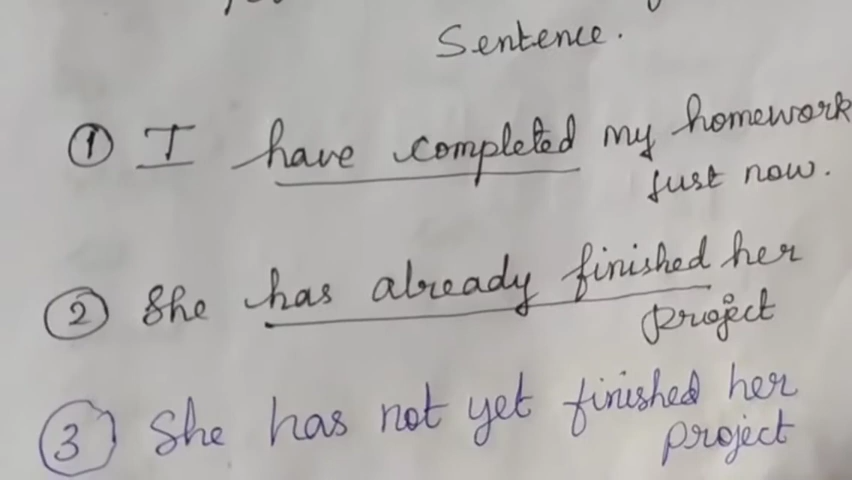 Sentence.
① I have completed my homework
just now.
② She has already finished her
project
③ She has not yet finished her
project